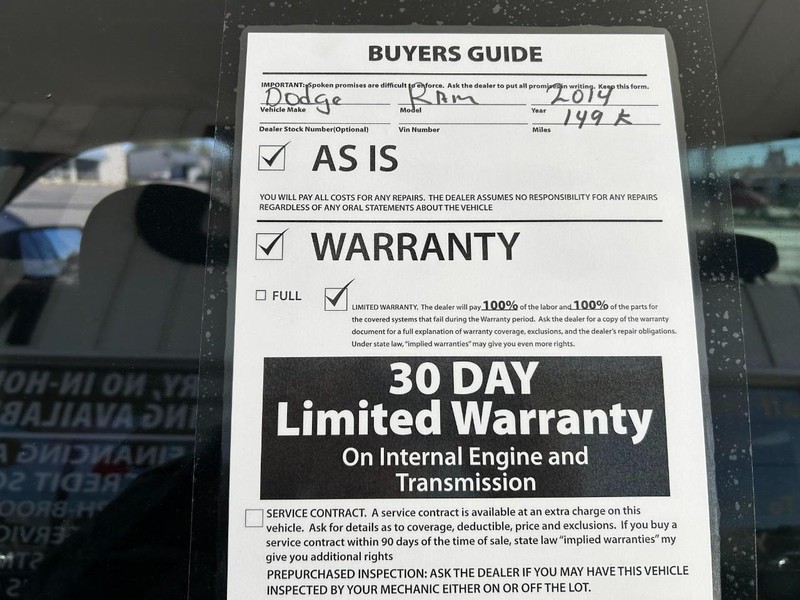 BUYERS GUIDE
IMPORTANT: Spoken promises are difficult to enforce. Ask the dealer to put all promises in writing. Keep this form.
Dodge RAM 2014
Vehicle Make Model Year
149 K
Dealer Stock Number(Optional) Vin Number Miles
AS IS
YOU WILL PAY ALL COSTS FOR ANY REPAIRS. THE DEALER ASSUMES NO RESPONSIBILITY FOR ANY REPAIRS
REGARDLESS OF ANY ORAL STATEMENTS ABOUT THE VEHICLE
WARRANTY
FULL
LIMITED WARRANTY. The dealer will pay 100% of the labor and 100% of the parts for
the covered systems that fail during the Warranty period. Ask the dealer for a copy of the warranty
document for a full explanation of warranty coverage, exclusions, and the dealer's repair obligations.
Under state law, "implied warranties" may give you even more rights.
30 DAY
Limited Warranty
On Internal Engine and
Transmission
SERVICE CONTRACT. A service contract is available at an extra charge on this
vehicle. Ask for details as to coverage, deductible, price and exclusions. If you buy a
service contract within 90 days of the time of sale, state law "implied warranties" my
give you additional rights
PREPURCHASED INSPECTION: ASK THE DEALER IF YOU MAY HAVE THIS VEHICLE
INSPECTED BY YOUR MECHANIC EITHER ON OR OFF THE LOT.